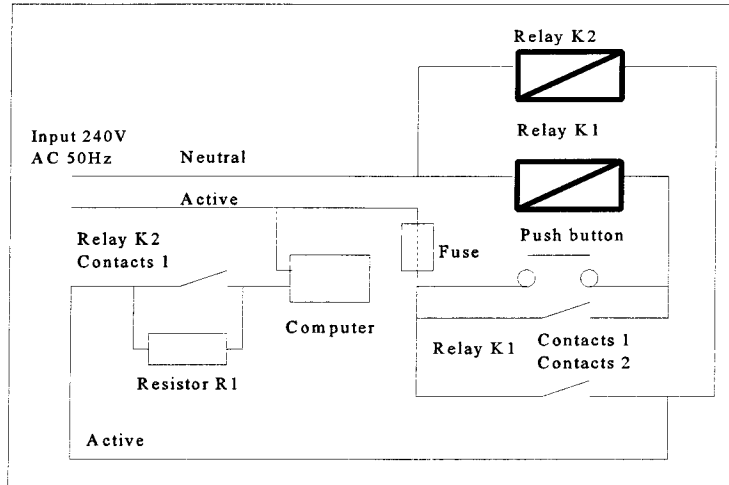 Relay K2
Relay K1
Input 240V
AC 50Hz
Neutral
Active
Push button
Relay K2
Contacts 1
Fuse
Computer
Relay K1
Contacts 1
Contacts 2
Resistor R1
Active